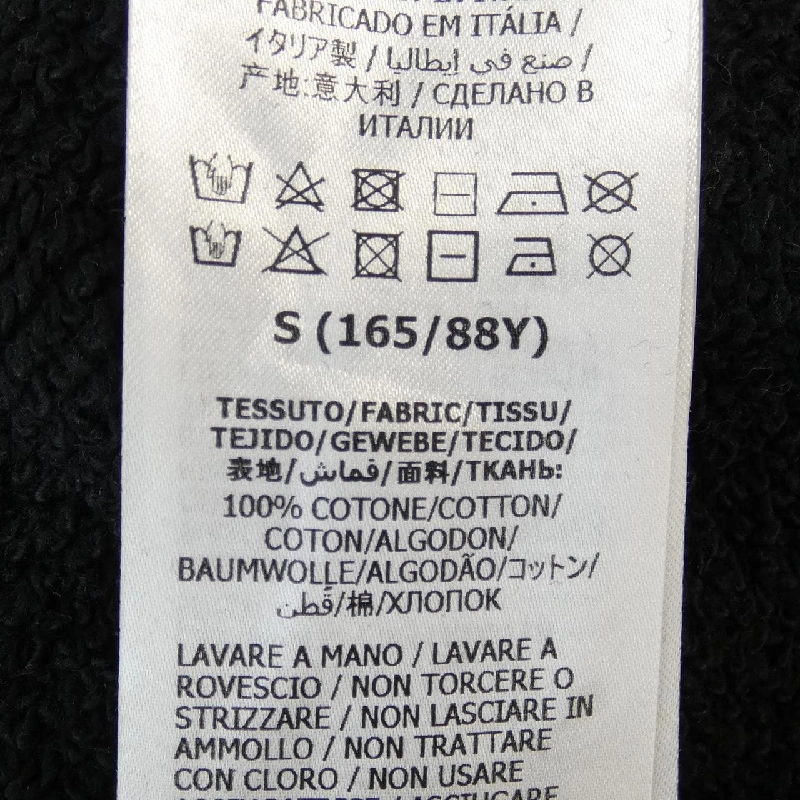 FABRICADO EM ITÁLIA /
イタリア製 / صنع في إيطاليا /
产地:意大利 / СДЕЛАНО В
ИТАЛИИ
S (165/88Y)
TESSUTO/FABRIC/TISSU/
TEJIDO/GEWEBE/TECIDO/
表地/قماش/面料/ТКАНЬ:
100% COTONE/COTTON/
COTON/ALGODON/
BAUMWOLLE/ALGODÃO/コットン/
قُطن/棉/ХЛОПОК
LAVARE A MANO / LAVARE A
ROVESCIO / NON TORCERE O
STRIZZARE / NON LASCIARE IN
AMMOLLO / NON TRATTARE
CON CLORO / NON USARE